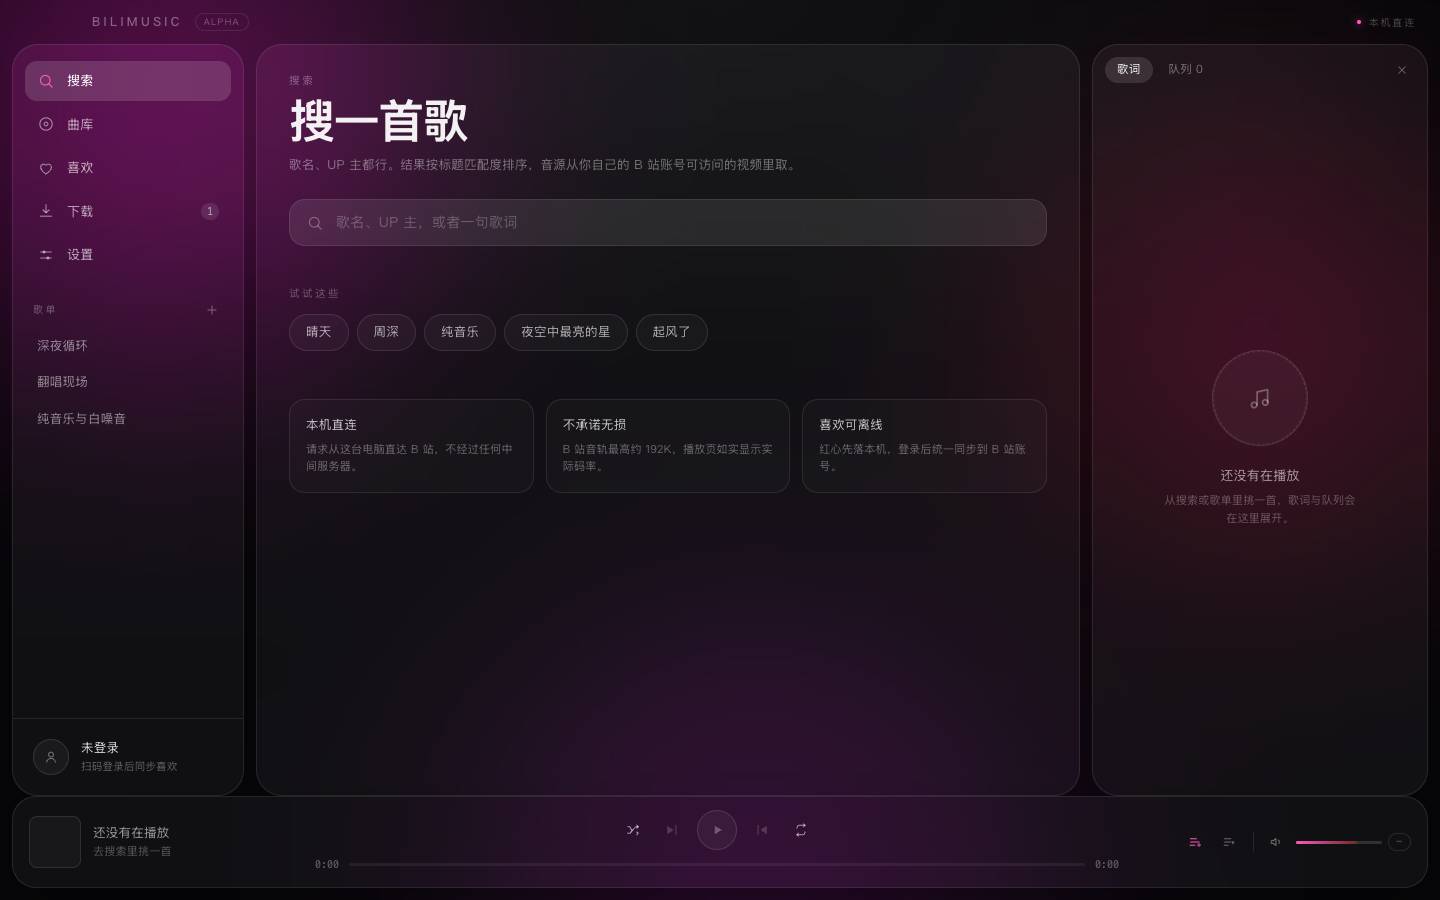 BILIMUSIC ALPHA
本机直连
搜索
曲库
喜欢
下载 1
设置
歌单
深夜循环
翻唱现场
纯音乐与白噪音
未登录
扫码登录后同步喜欢
搜索
搜一首歌
歌名、UP 主都行。结果按标题匹配度排序，音源从你自己的 B 站账号可访问的视频里取。
歌名、UP 主，或者一句歌词
试试这些
晴天 周深 纯音乐 夜空中最亮的星 起风了
本机直连
请求从这台电脑直达 B 站，不经过任何中
间服务器。
不承诺无损
B 站音轨最高约 192K，播放页如实显示实
际码率。
喜欢可离线
红心先落本机，登录后统一同步到 B 站账
号。
歌词 队列 0
还没有在播放
从搜索或歌单里挑一首，歌词与队列会
在这里展开。
还没有在播放
去搜索里挑一首
0:00 0:00